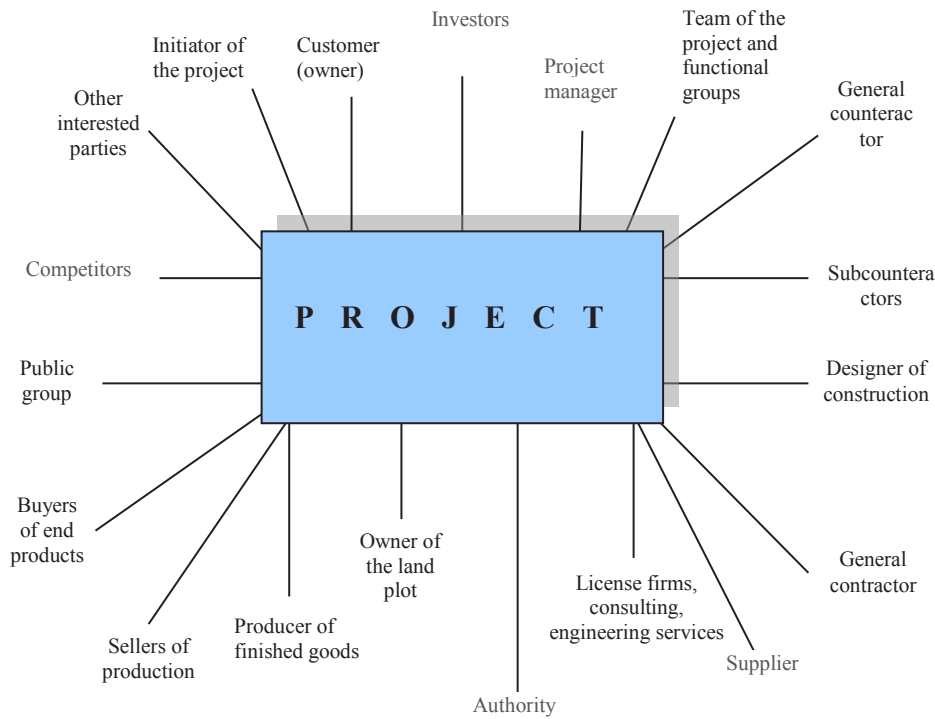 Investors
Initiator of
the project
Customer
(owner)
Project
manager
Team of the
project and
functional
groups
Other
interested
parties
General
counterac
tor
Competitors
P R O J E C T
Subcountera
ctors
Public
group
Designer of
construction
Buyers
of end
products
Owner of
the land
plot
General
contractor
License firms,
consulting,
engineering services
Sellers of
production
Producer of
finished goods
Supplier
Authority